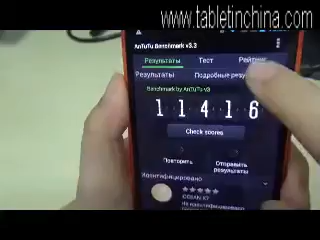 www.tabletinchina.com
AnTuTu Benchmark v3.3
Результаты Тест Рейтинг
Результаты Подробные
Benchmark by AnTuTu v3
11416
Check scores
Повторить Отправить
результаты